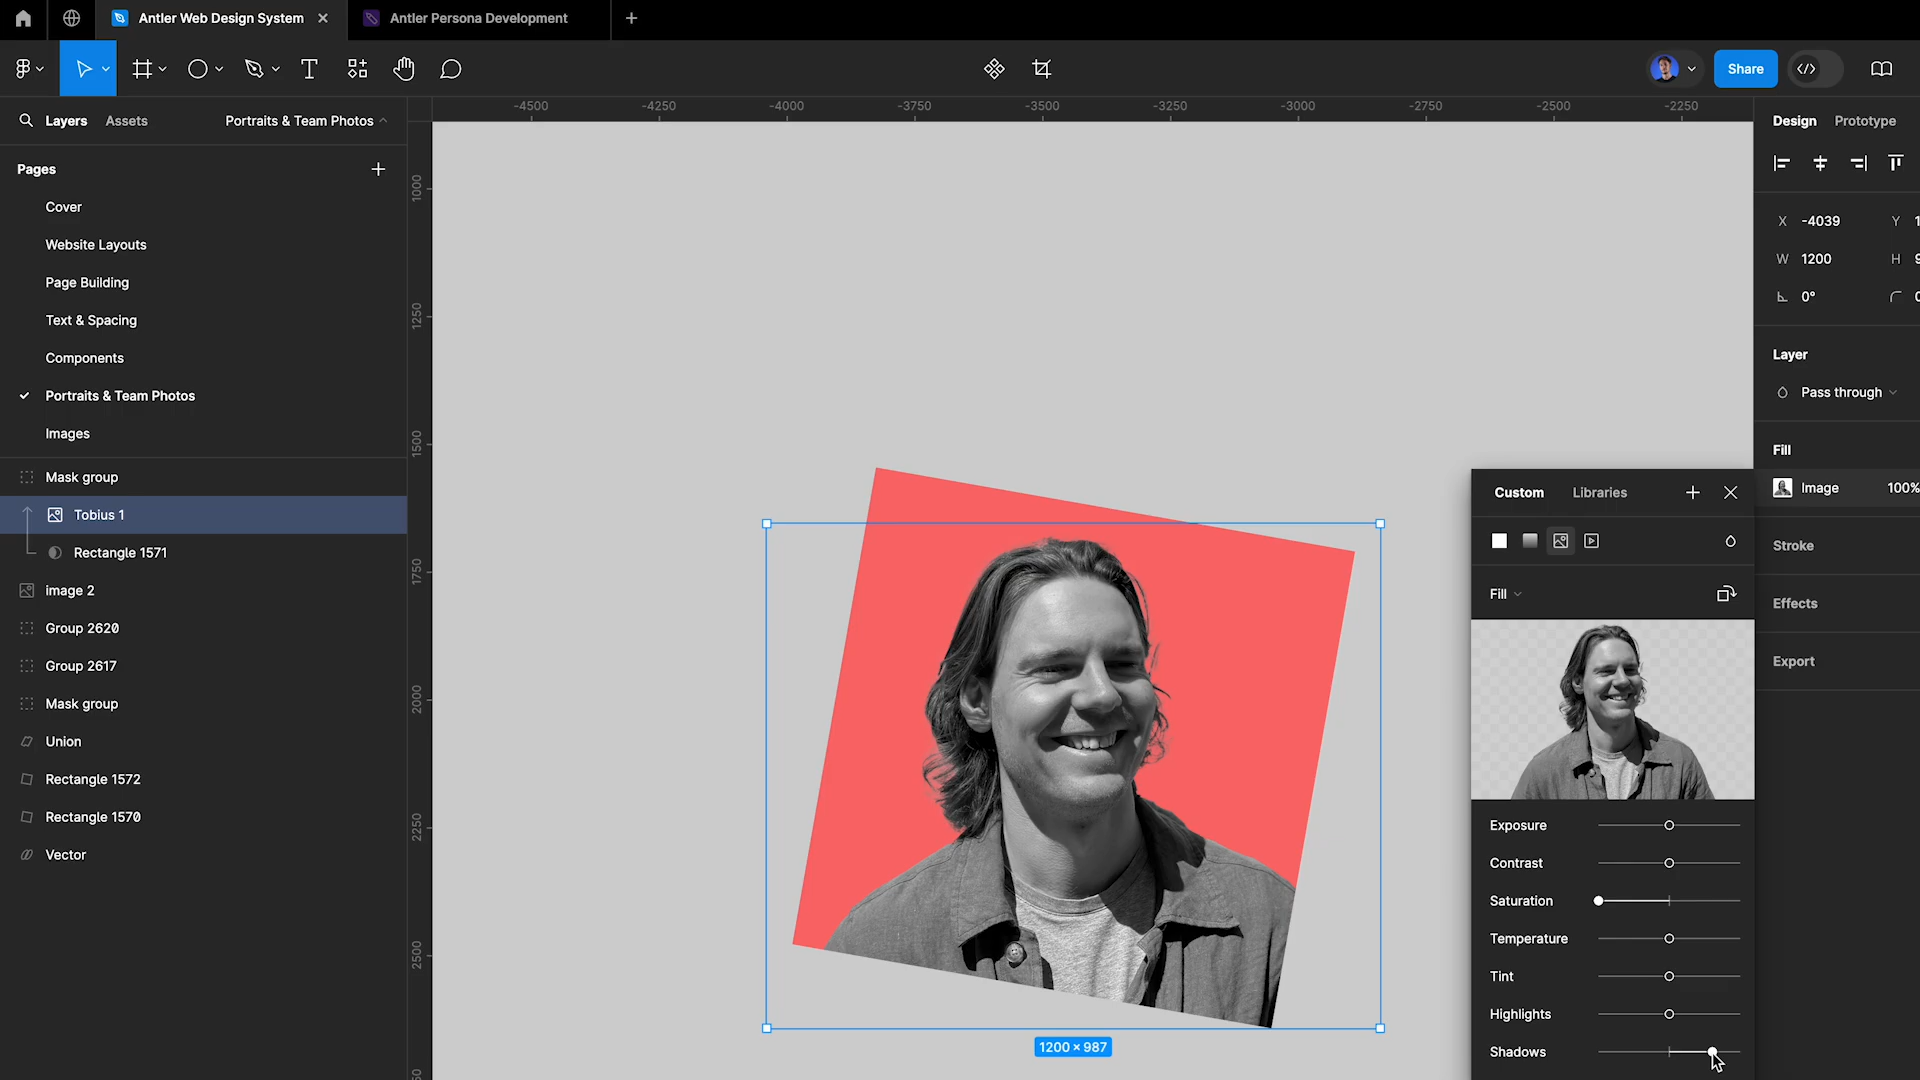 Antler Web Design System
Antler Persona Development
Share
Layers
Assets
Portraits & Team Photos
Pages
Cover
Website Layouts
Page Building
Text & Spacing
Components
Portraits & Team Photos
Images
Mask group
Tobius 1
Rectangle 1571
image 2
Group 2620
Group 2617
Mask group
Union
Rectangle 1572
Rectangle 1570
Vector
-4500
-4250
-4000
-3750
-3500
-3250
-3000
-2750
-2500
-2250
1000
1250
1500
1750
2000
2250
2500
1200 × 987
Design
Prototype
X -4039
Y 1
W 1200
H 9
0°
0
Layer
Pass through
Fill
Image
100%
Stroke
Effects
Export
Custom
Libraries
Fill
Exposure
Contrast
Saturation
Temperature
Tint
Highlights
Shadows